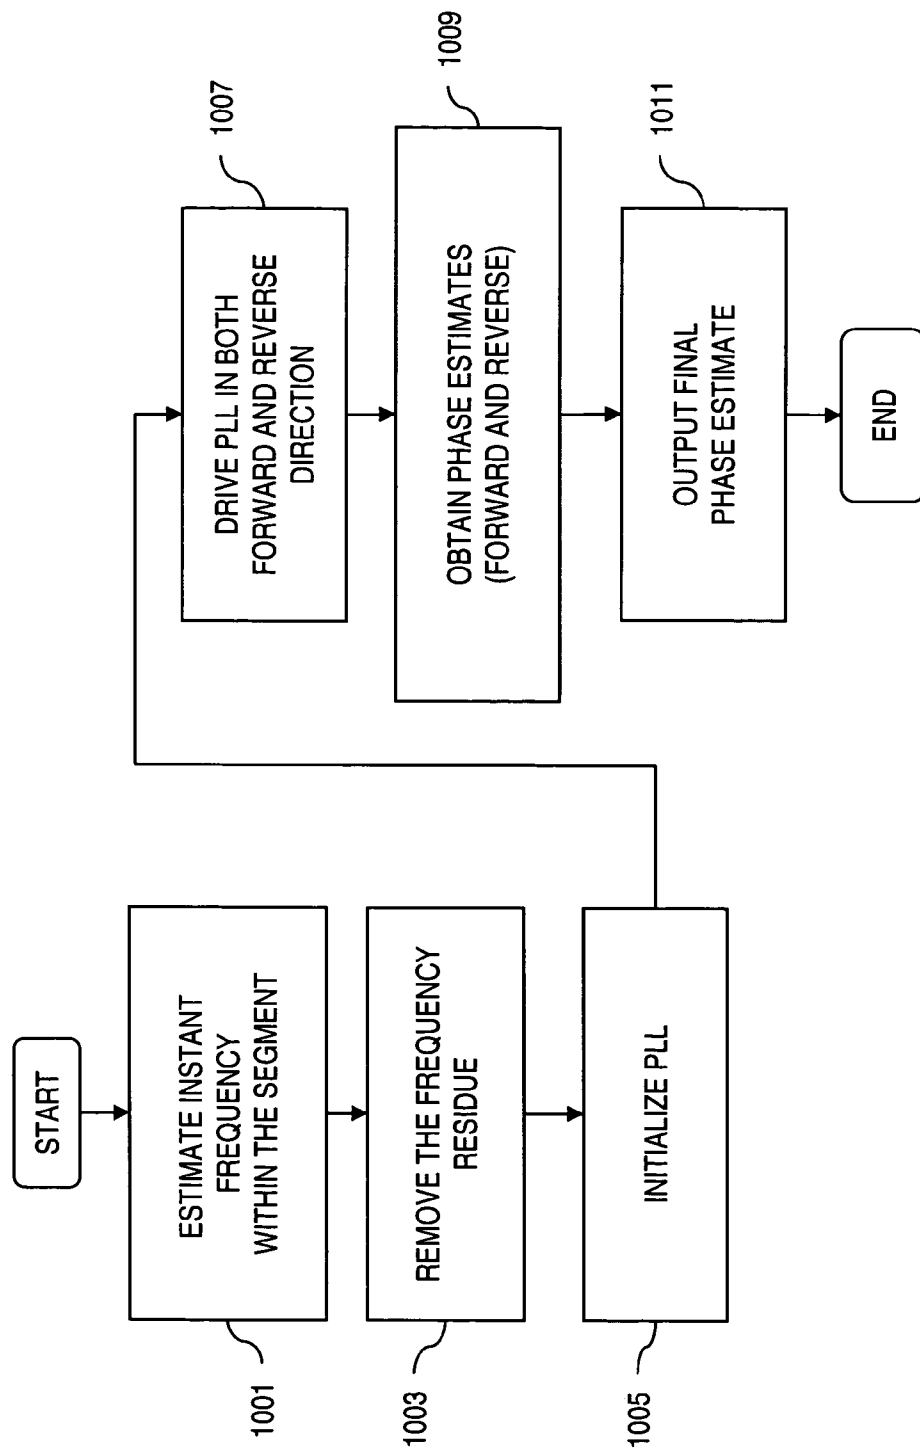 START
ESTIMATE INSTANT
FREQUENCY
WITHIN THE SEGMENT
1001
REMOVE THE FREQUENCY
RESIDUE
1003
INITIALIZE PLL
1005
DRIVE PLL IN BOTH
FORWARD AND REVERSE
DIRECTION
1007
OBTAIN PHASE ESTIMATES
(FORWARD AND REVERSE)
1009
OUTPUT FINAL
PHASE ESTIMATE
1011
END